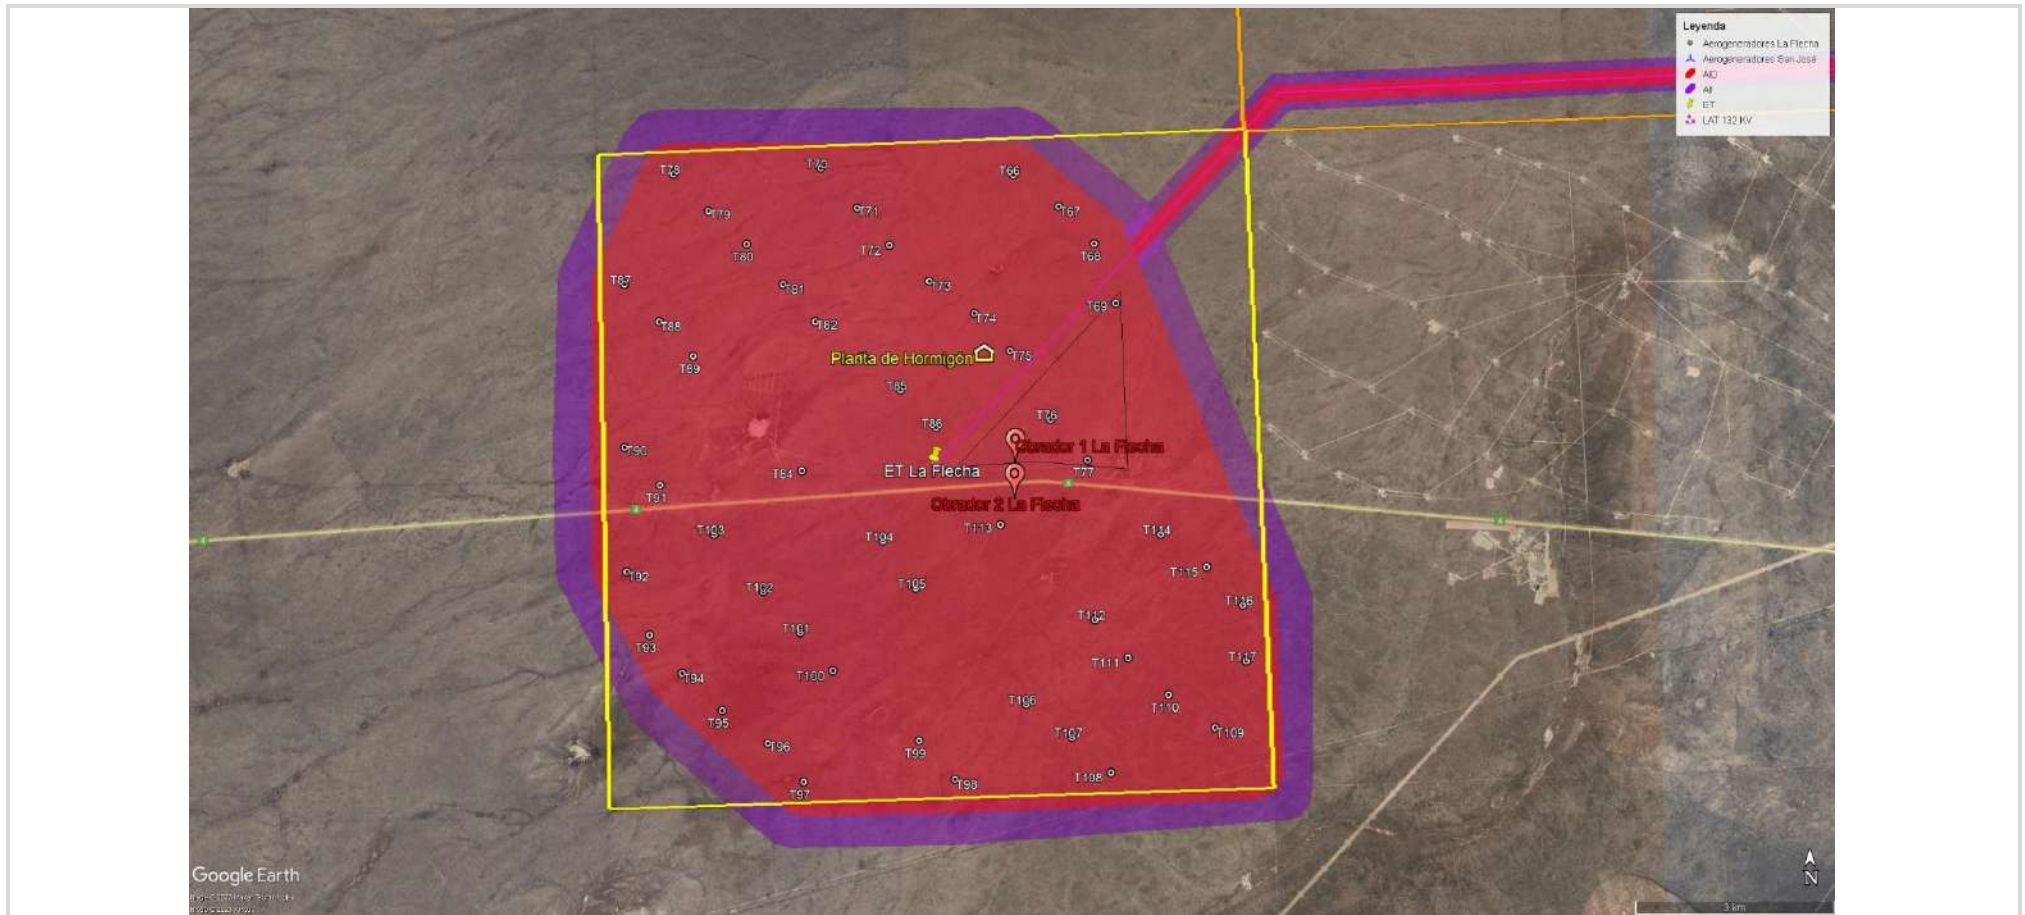 Leyenda
Aerogeneradores La Flecha
Aerogeneradores San José
AID
AII
ET
LAT 132 KV
T78
T70
T66
T79
T71
T67
T80
T72
T68
T87
T81
T73
T69
T88
T82
T74
T89
Planta de Hormigón
T75
T85
T86
T76
Obrador 1 La Flecha
T90
T84
ET La Flecha
T77
T91
Obrador 2 La Flecha
T103
T104
T113
T114
T92
T102
T105
T115
T116
T101
T112
T93
T94
T100
T111
T117
T95
T106
T110
T96
T99
T107
T109
T97
T98
T108
Google Earth
N
3 km